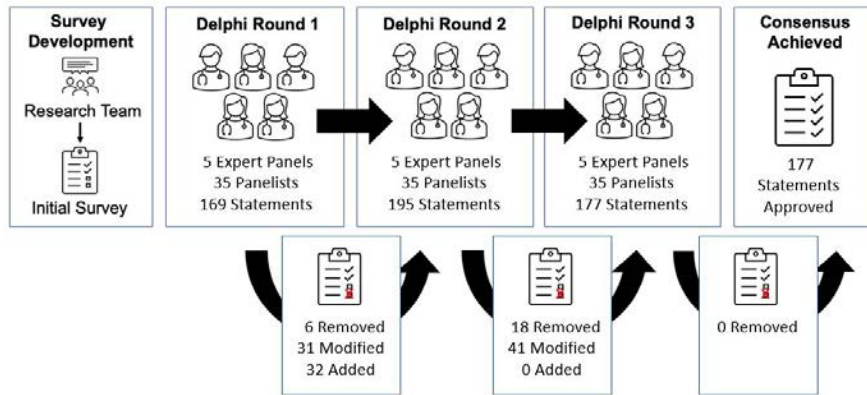 Survey
Development
Research Team
Initial Survey
Delphi Round 1
5 Expert Panels
35 Panelists
169 Statements
Delphi Round 2
5 Expert Panels
35 Panelists
195 Statements
Delphi Round 3
5 Expert Panels
35 Panelists
177 Statements
Consensus
Achieved
177
Statements
Approved
6 Removed
31 Modified
32 Added
18 Removed
41 Modified
0 Added
0 Removed